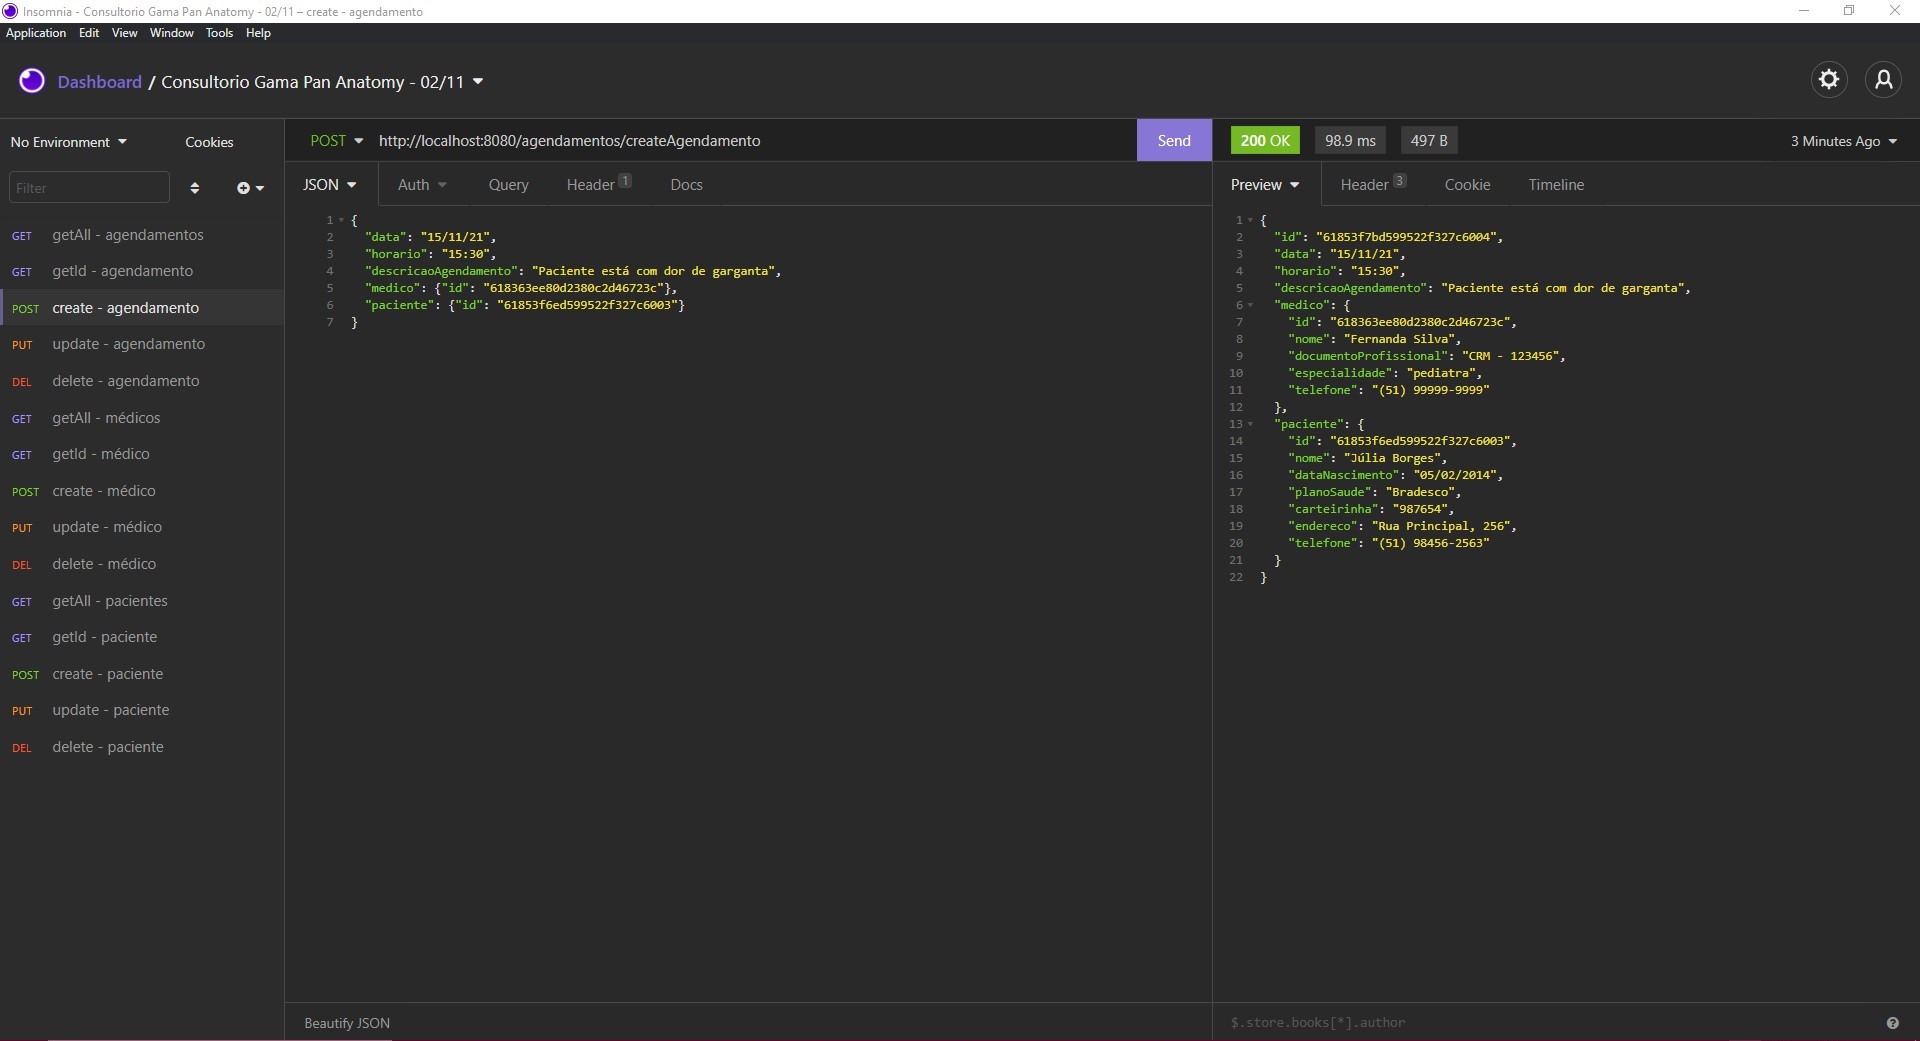 Insomnia - Consultorio Gama Pan Anatomy - 02/11 – create - agendamento
Application Edit View Window Tools Help
Dashboard / Consultorio Gama Pan Anatomy - 02/11
No Environment Cookies
Filter
GET getAll - agendamentos
GET getId - agendamento
POST create - agendamento
PUT update - agendamento
DEL delete - agendamento
GET getAll - médicos
GET getId - médico
POST create - médico
PUT update - médico
DEL delete - médico
GET getAll - pacientes
GET getId - paciente
POST create - paciente
PUT update - paciente
DEL delete - paciente
POST http://localhost:8080/agendamentos/createAgendamento Send
JSON Auth Query Header 1 Docs
1 {
2 "data": "15/11/21",
3 "horario": "15:30",
4 "descricaoAgendamento": "Paciente está com dor de garganta",
5 "medico": {"id": "618363ee80d2380c2d46723c"},
6 "paciente": {"id": "61853f6ed599522f327c6003"}
7 }
Beautify JSON
200 OK 98.9 ms 497 B 3 Minutes Ago
Preview Header 3 Cookie Timeline
1 {
2 "id": "61853f7bd599522f327c6004",
3 "data": "15/11/21",
4 "horario": "15:30",
5 "descricaoAgendamento": "Paciente está com dor de garganta",
6 "medico": {
7 "id": "618363ee80d2380c2d46723c",
8 "nome": "Fernanda Silva",
9 "documentoProfissional": "CRM - 123456",
10 "especialidade": "pediatra",
11 "telefone": "(51) 99999-9999"
12 },
13 "paciente": {
14 "id": "61853f6ed599522f327c6003",
15 "nome": "Júlia Borges",
16 "dataNascimento": "05/02/2014",
17 "planoSaude": "Bradesco",
18 "carteirinha": "987654",
19 "endereco": "Rua Principal, 256",
20 "telefone": "(51) 98456-2563"
21 }
22 }
$.store.books[*].author